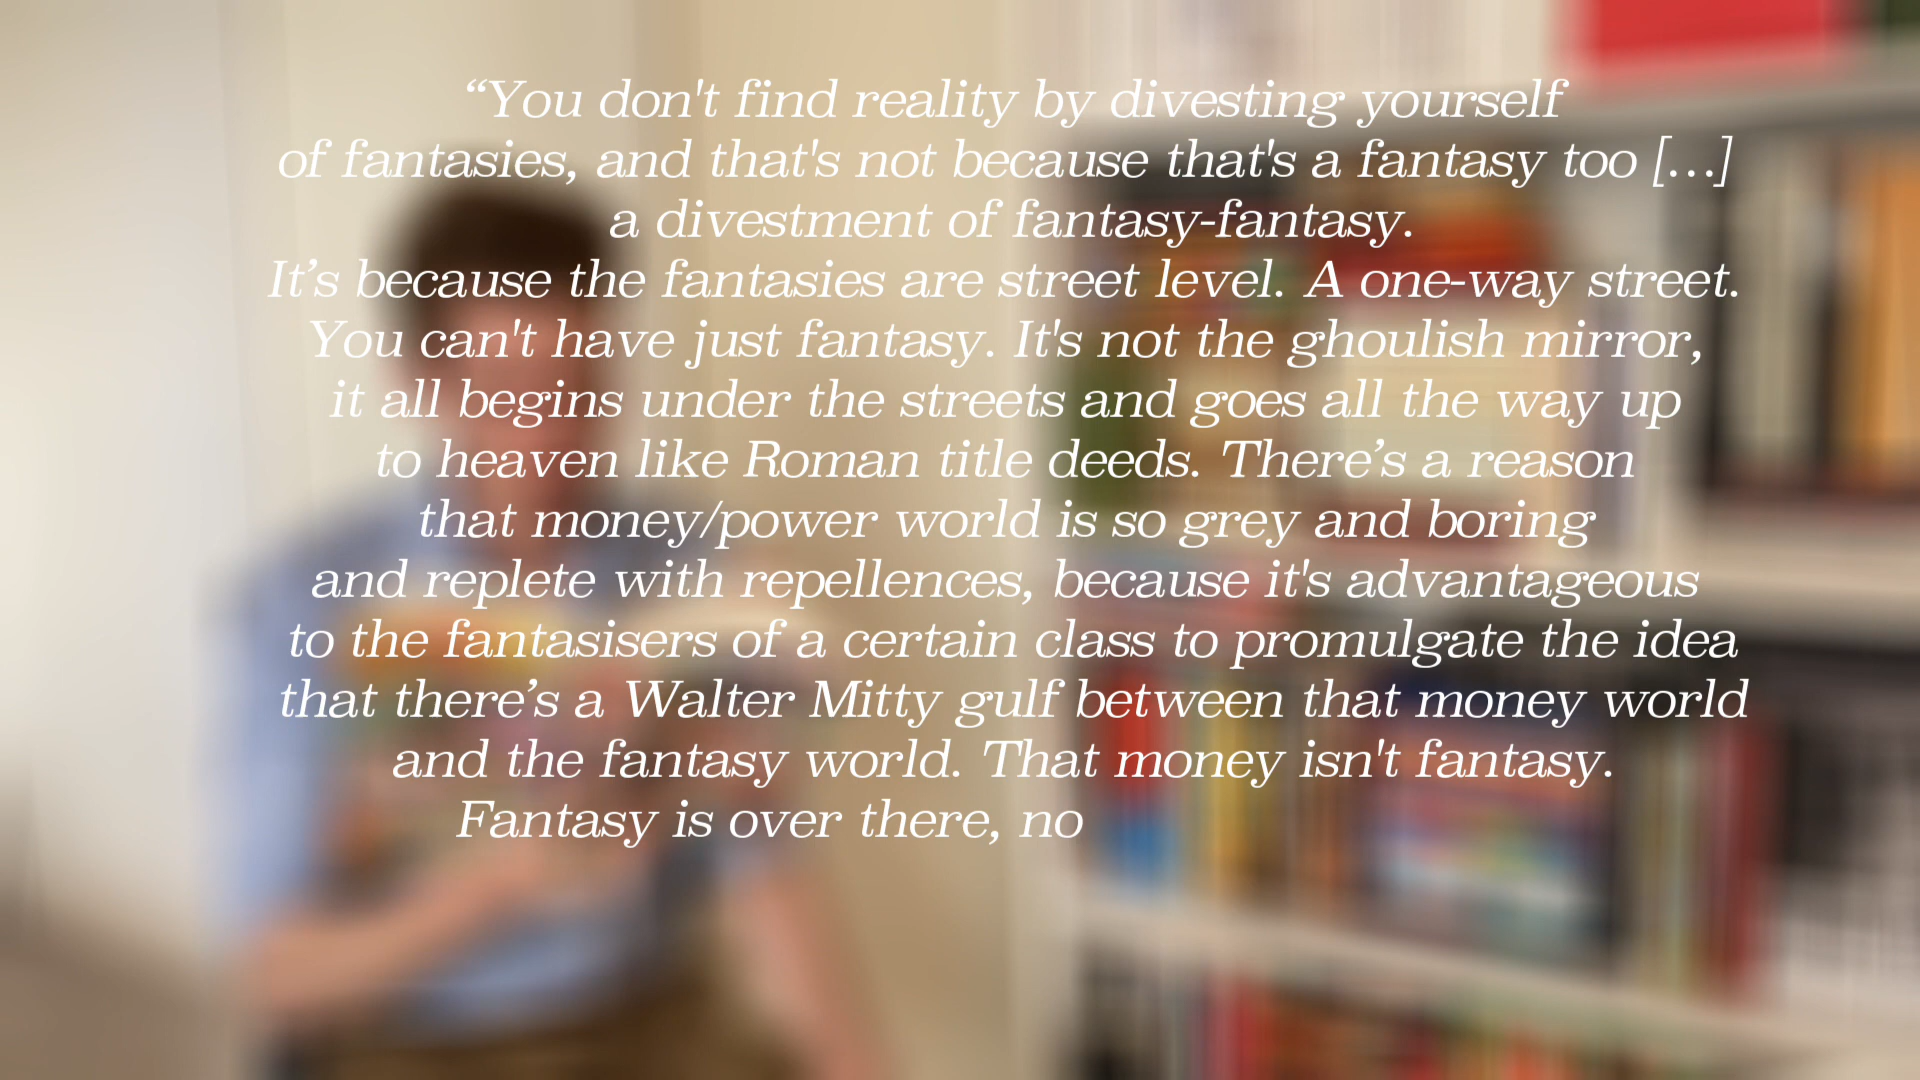 “You don't find reality by divesting yourself
of fantasies, and that's not because that's a fantasy too [...]
a divestment of fantasy-fantasy.
It’s because the fantasies are street level. A one-way street.
You can't have just fantasy. It's not the ghoulish mirror,
it all begins under the streets and goes all the way up
to heaven like Roman title deeds. There’s a reason
that money/power world is so grey and boring
and replete with repellences, because it's advantageous
to the fantasisers of a certain class to promulgate the idea
that there’s a Walter Mitty gulf between that money world
and the fantasy world. That money isn't fantasy.
Fantasy is over there, no